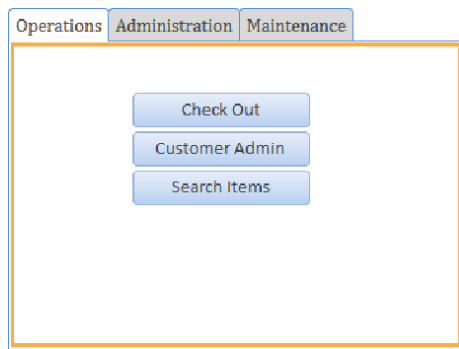 Operations Administration Maintenance
Check Out
Customer Admin
Search Items